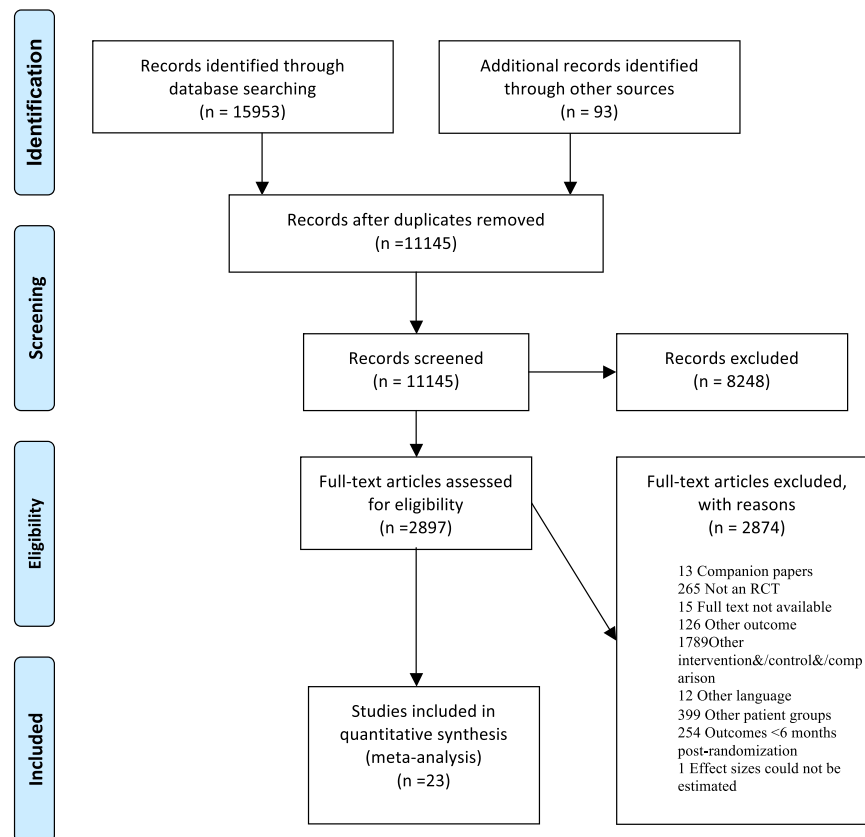 Identification
Records identified through
database searching
(n = 15953)
Additional records identified
through other sources
(n = 93)
Records after duplicates removed
(n =11145)
Screening
Records screened
(n = 11145)
Records excluded
(n = 8248)
Eligibility
Full-text articles assessed
for eligibility
(n =2897)
Full-text articles excluded,
with reasons
(n = 2874)
13 Companion papers
265 Not an RCT
15 Full text not available
126 Other outcome
1789Other
intervention&/control&/comp
arison
12 Other language
399 Other patient groups
254 Outcomes <6 months
post-randomization
1 Effect sizes could not be
estimated
Included
Studies included in
quantitative synthesis
(meta-analysis)
(n =23)